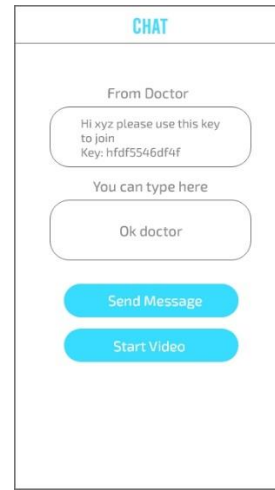 CHAT
From Doctor
Hi xyz please use this key
to join
Key: hfdf5546df4f
You can type here
Ok doctor
Send Message
Start Video